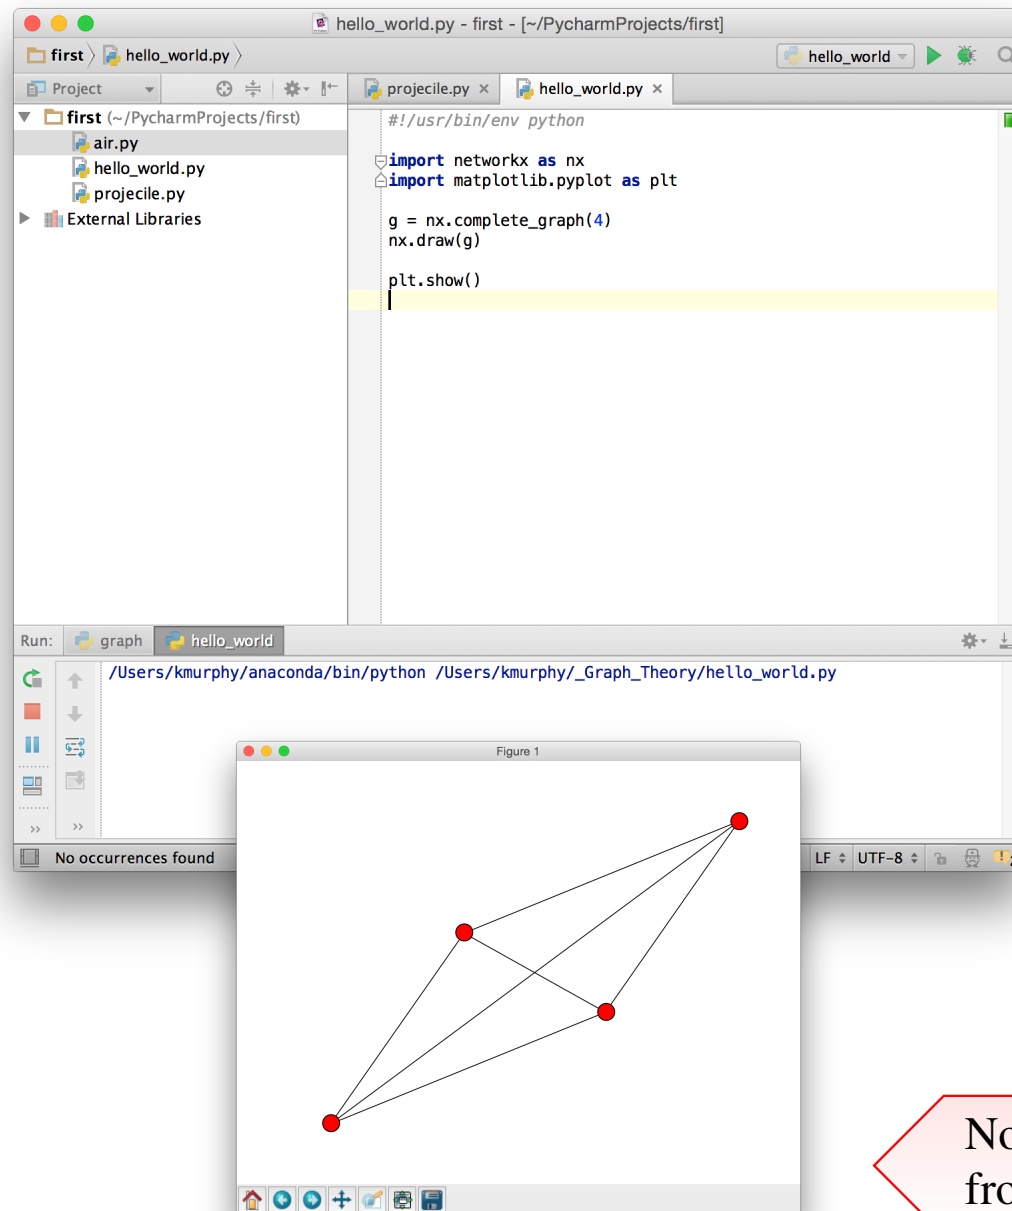 hello_world.py - first - [~/PycharmProjects/first]
first hello_world.py
hello_world
Project
projecile.py hello_world.py
first (~/PycharmProjects/first)
air.py
hello_world.py
projecile.py
External Libraries
#!/usr/bin/env python
import networkx as nx
import matplotlib.pyplot as plt
g = nx.complete_graph(4)
nx.draw(g)
plt.show()
Run: graph hello_world
/Users/kmurphy/anaconda/bin/python /Users/kmurphy/_Graph_Theory/hello_world.py
Figure 1
No occurrences found
LF UTF-8